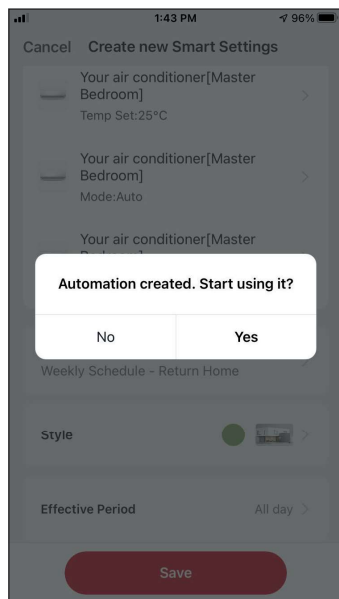 1:43 PM
96%
Cancel Create new Smart Settings
Your air conditioner[Master
Bedroom]
Temp Set:25°C
Your air conditioner[Master
Bedroom]
Mode:Auto
Your air conditioner[Master
Automation created. Start using it?
No Yes
Weekly Schedule - Return Home
Style
Effective Period All day
Save